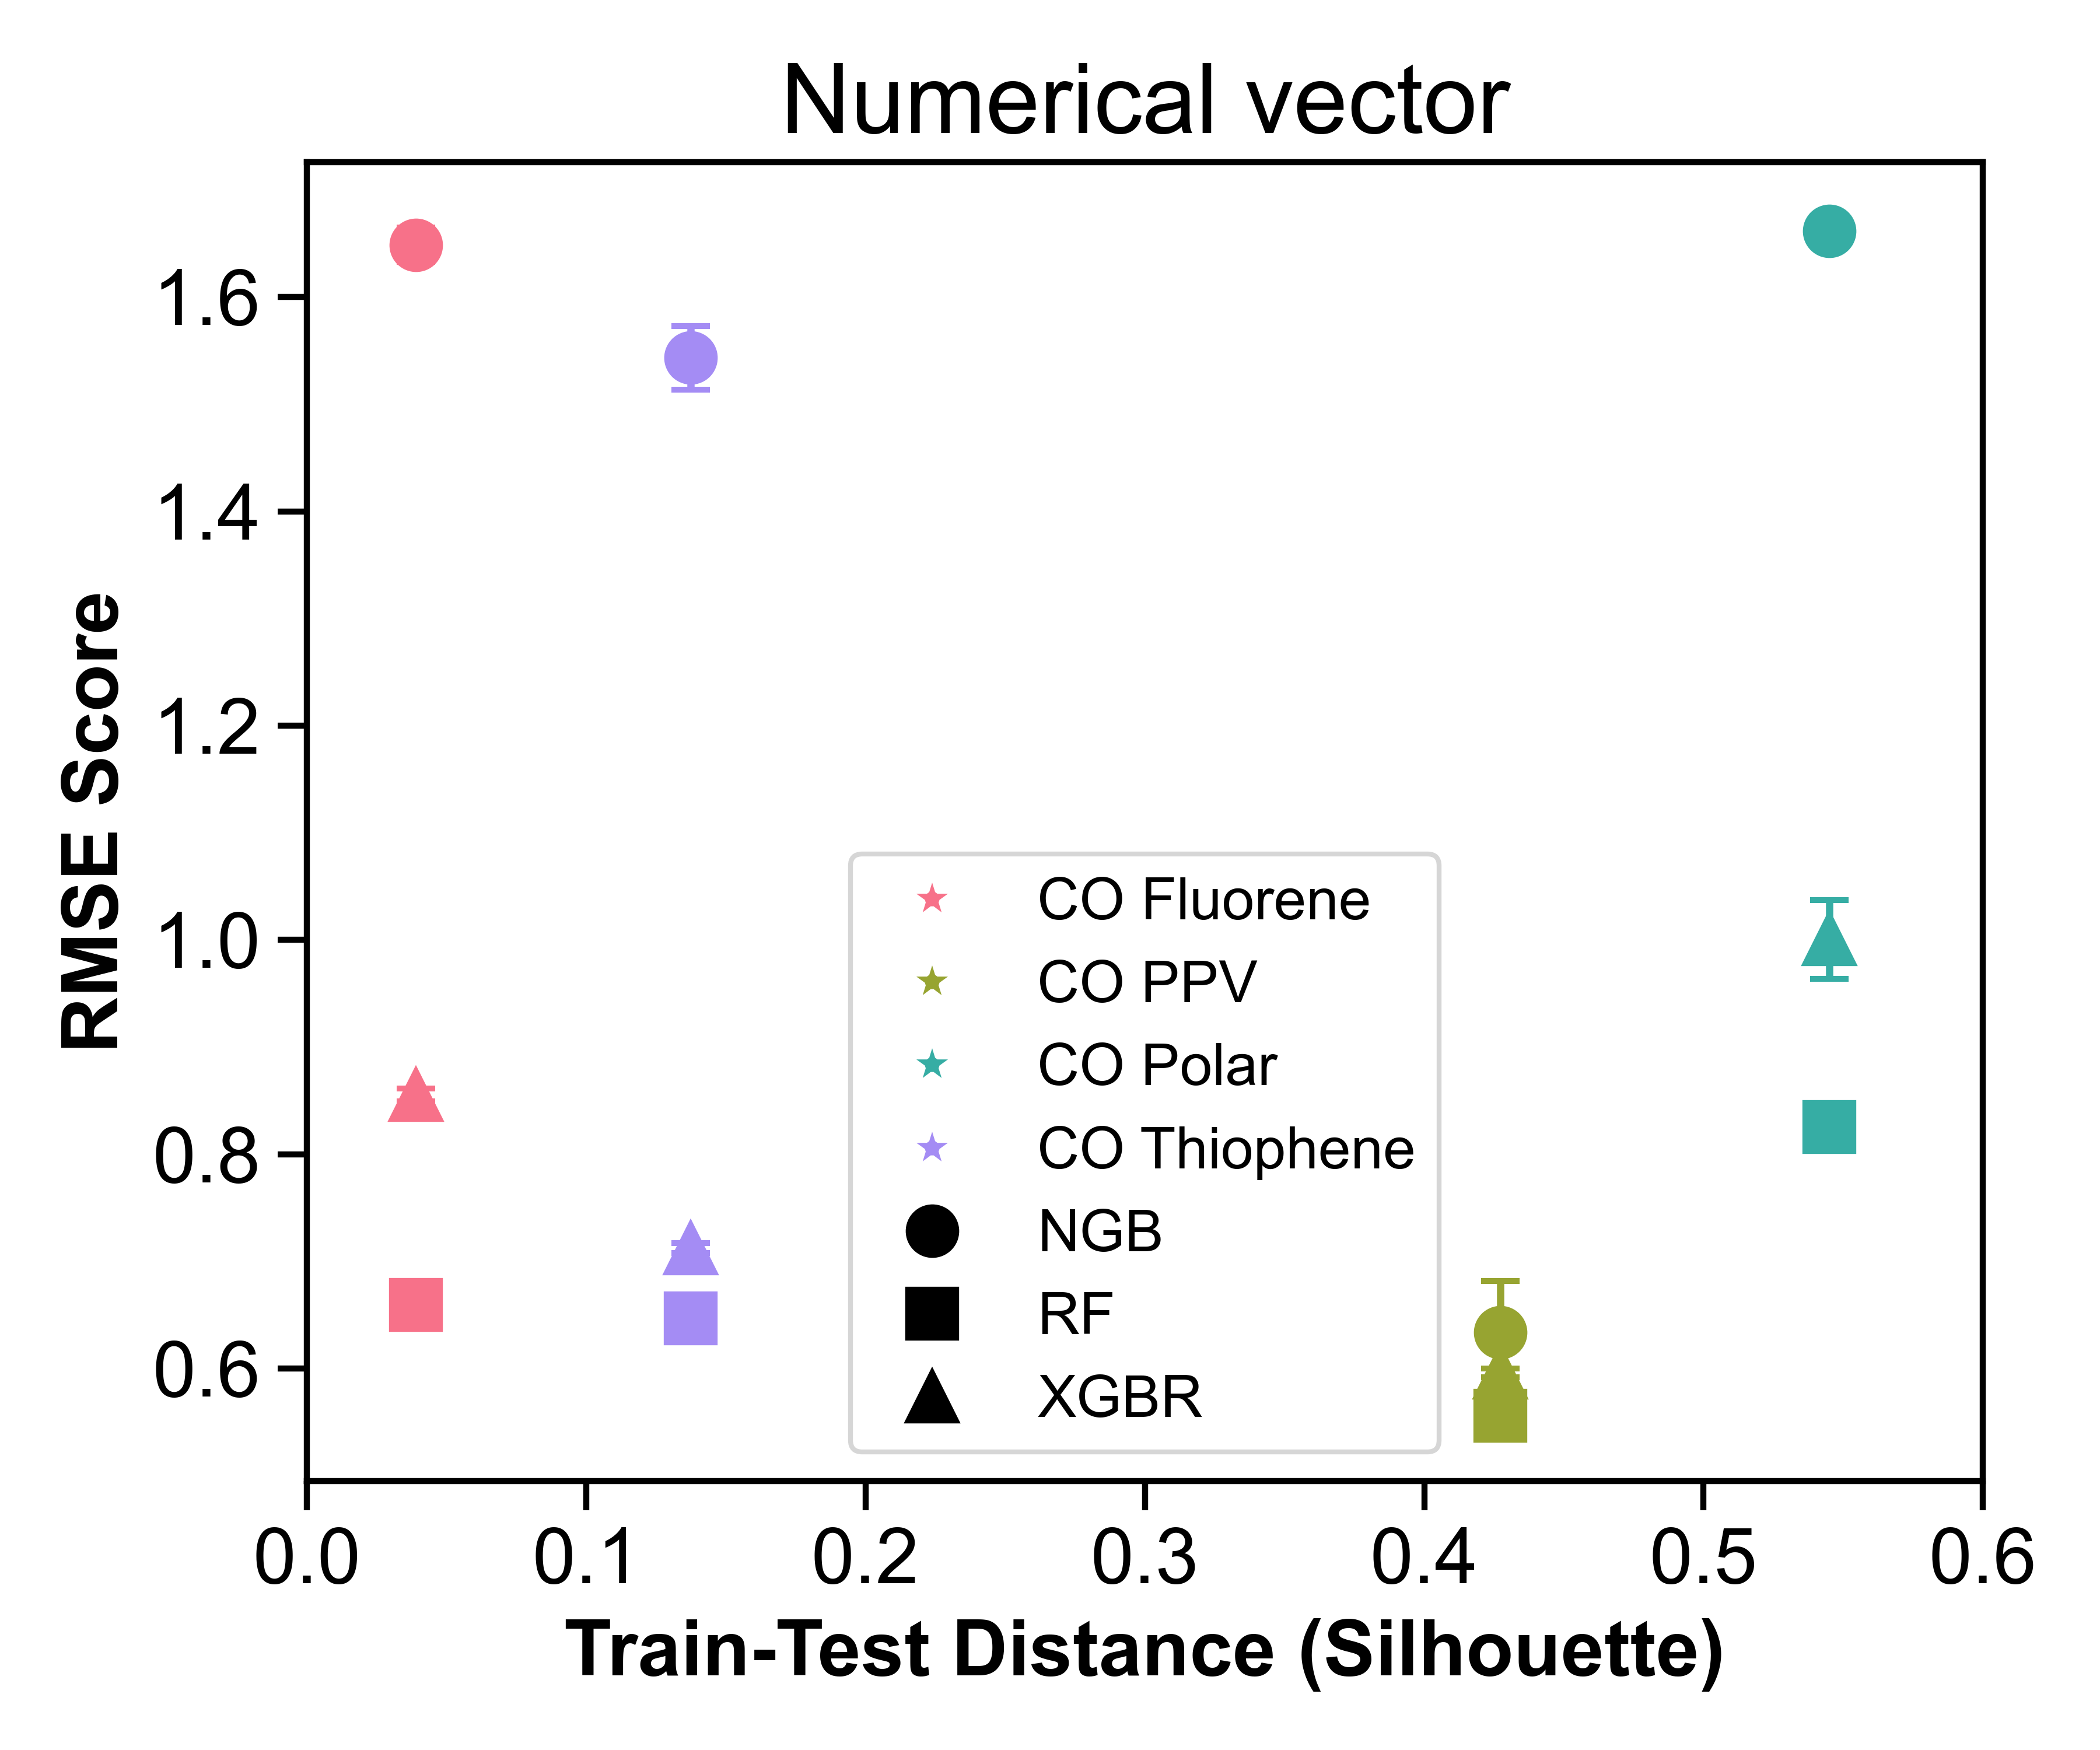 Numerical vector
RMSE Score
1.6
1.4
1.2
1.0
0.8
0.6
CO Fluorene
CO PPV
CO Polar
CO Thiophene
NGB
RF
XGBR
0.0 0.1 0.2 0.3 0.4 0.5 0.6
Train-Test Distance (Silhouette)